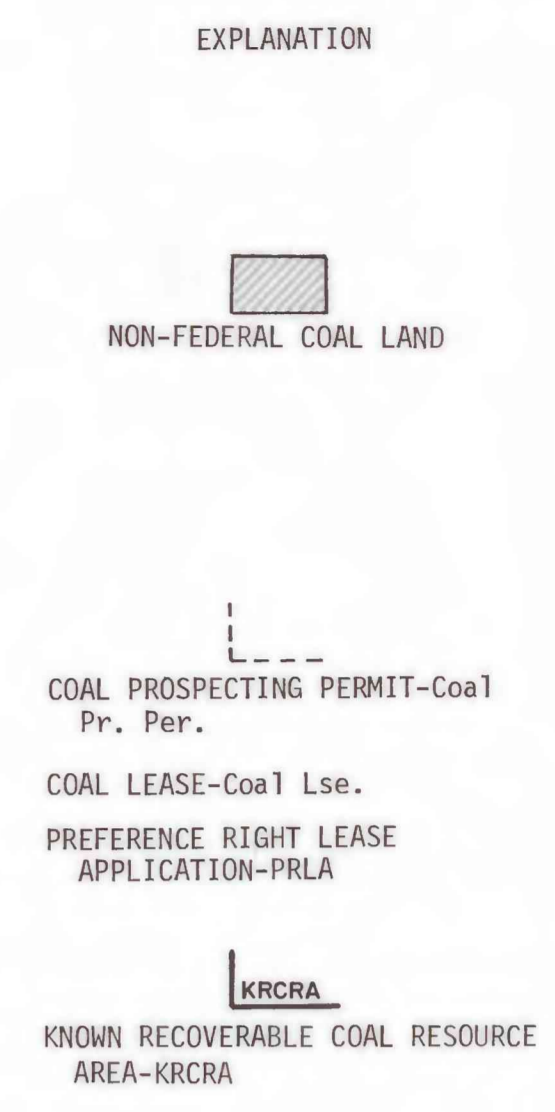 EXPLANATION
NON-FEDERAL COAL LAND
COAL PROSPECTING PERMIT-Coal
Pr. Per.
COAL LEASE-Coal Lse.
PREFERENCE RIGHT LEASE
APPLICATION-PRLA
KRCRA
KNOWN RECOVERABLE COAL RESOURCE
AREA-KRCRA